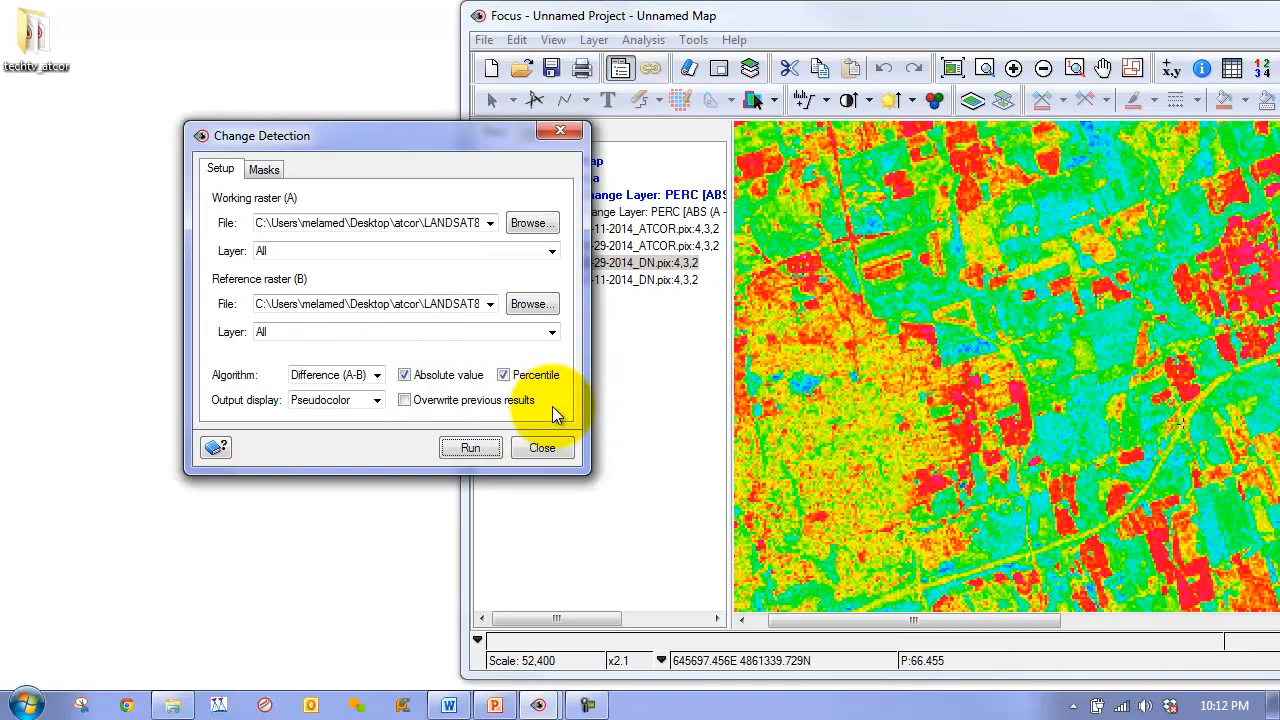 techtv_atcor
Focus - Unnamed Project - Unnamed Map
File Edit View Layer Analysis Tools Help
Change Detection
Setup Masks
Working raster (A)
File: C:\Users\melamed\Desktop\atcor\LANDSAT8 Browse...
Layer: All
Reference raster (B)
File: C:\Users\melamed\Desktop\atcor\LANDSAT8 Browse...
Layer: All
Algorithm: Difference (A-B) Absolute value Percentile
Output display: Pseudocolor Overwrite previous results
Run Close
ap
a
ange Layer: PERC [ABS
nge Layer: PERC [ABS (A -
-11-2014_ATCOR.pix:4,3,2
-29-2014_ATCOR.pix:4,3,2
-29-2014_DN.pix:4,3,2
-11-2014_DN.pix:4,3,2
Scale: 52,400 x2.1 645697.456E 4861339.729N P:66.455
10:12 PM